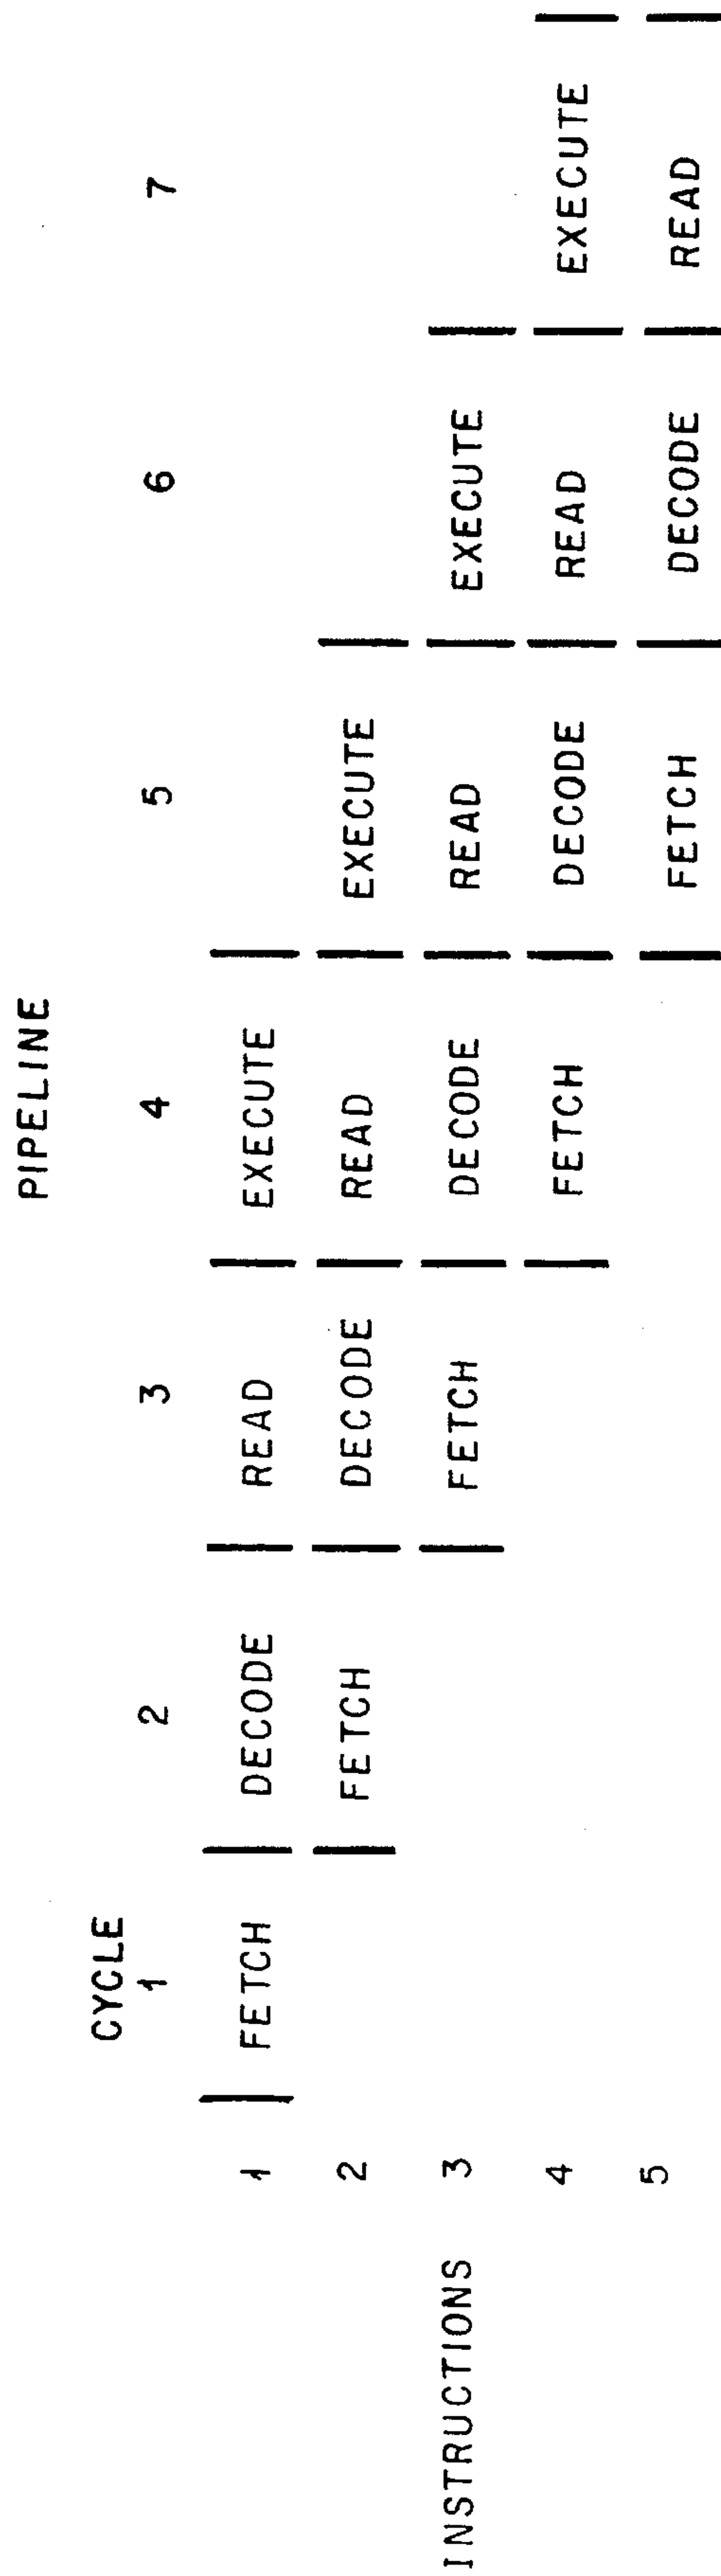 PIPELINE
CYCLE
1 2 3 4 5 6 7
1 FETCH DECODE READ EXECUTE
2 FETCH DECODE READ EXECUTE
INSTRUCTIONS 3 FETCH DECODE READ EXECUTE
4 FETCH DECODE READ EXECUTE
5 FETCH DECODE READ